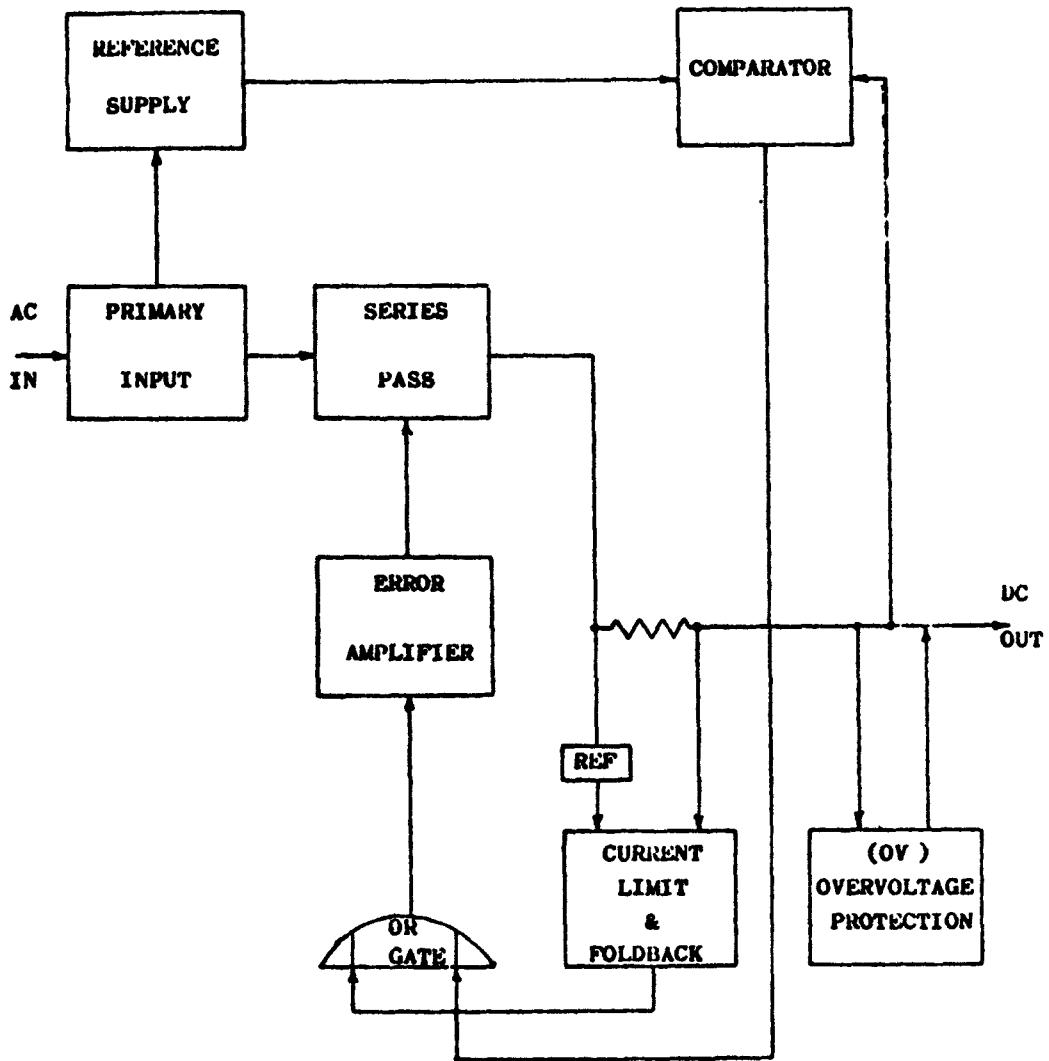 REFERENCE
SUPPLY
COMPARATOR
AC
IN
PRIMARY
INPUT
SERIES
PASS
ERROR
AMPLIFIER
DC
OUT
REF
CURRENT
LIMIT
&
FOLDBACK
(OV)
OVERVOLTAGE
PROTECTION
OR
GATE